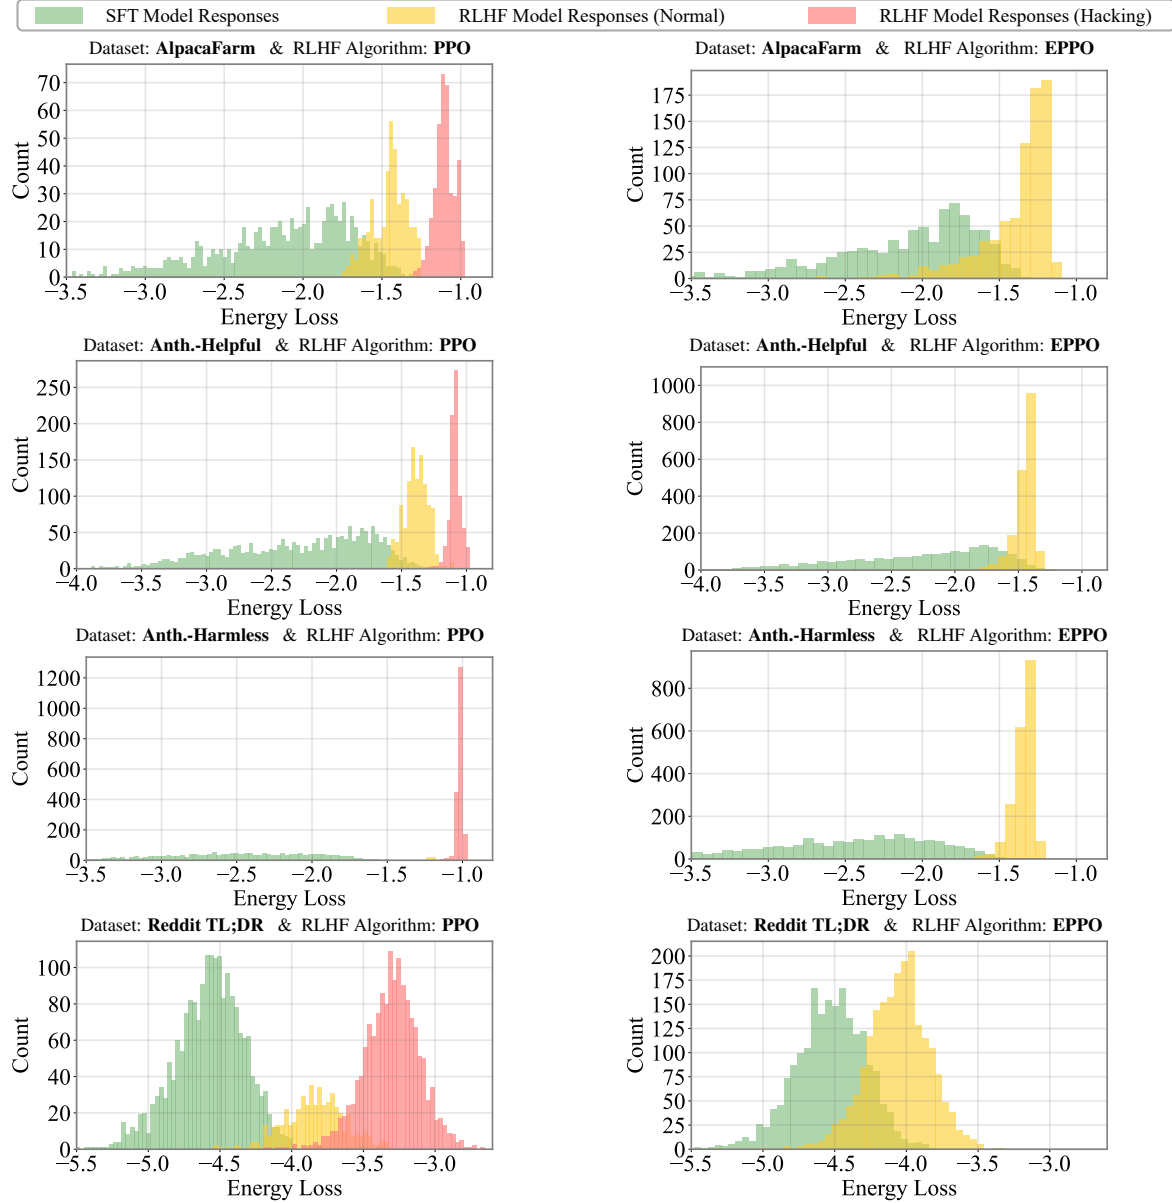 SFT Model Responses RLHF Model Responses (Normal) RLHF Model Responses (Hacking)
Dataset: AlpacaFarm & RLHF Algorithm: PPO
70
60
50
40
30
20
10
0
Count
−3.5 −3.0 −2.5 −2.0 −1.5 −1.0
Energy Loss
Dataset: AlpacaFarm & RLHF Algorithm: EPPO
175
150
125
100
75
50
25
0
Count
−3.5 −3.0 −2.5 −2.0 −1.5 −1.0
Energy Loss
Dataset: Anth.-Helpful & RLHF Algorithm: PPO
250
200
150
100
50
0
Count
−4.0 −3.5 −3.0 −2.5 −2.0 −1.5 −1.0
Energy Loss
Dataset: Anth.-Helpful & RLHF Algorithm: EPPO
1000
800
600
400
200
0
Count
−4.0 −3.5 −3.0 −2.5 −2.0 −1.5 −1.0
Energy Loss
Dataset: Anth.-Harmless & RLHF Algorithm: PPO
1200
1000
800
600
400
200
0
Count
−3.5 −3.0 −2.5 −2.0 −1.5 −1.0
Energy Loss
Dataset: Anth.-Harmless & RLHF Algorithm: EPPO
800
600
400
200
0
Count
−3.5 −3.0 −2.5 −2.0 −1.5 −1.0
Energy Loss
Dataset: Reddit TL;DR & RLHF Algorithm: PPO
100
80
60
40
20
0
Count
−5.5 −5.0 −4.5 −4.0 −3.5 −3.0
Energy Loss
Dataset: Reddit TL;DR & RLHF Algorithm: EPPO
200
175
150
125
100
75
50
25
0
Count
−5.5 −5.0 −4.5 −4.0 −3.5 −3.0
Energy Loss